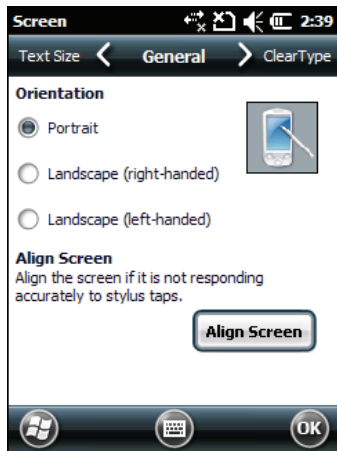 Screen 2:39
Text Size General ClearType
Orientation
Portrait
Landscape (right-handed)
Landscape (left-handed)
Align Screen
Align the screen if it is not responding
accurately to stylus taps.
Align Screen
OK